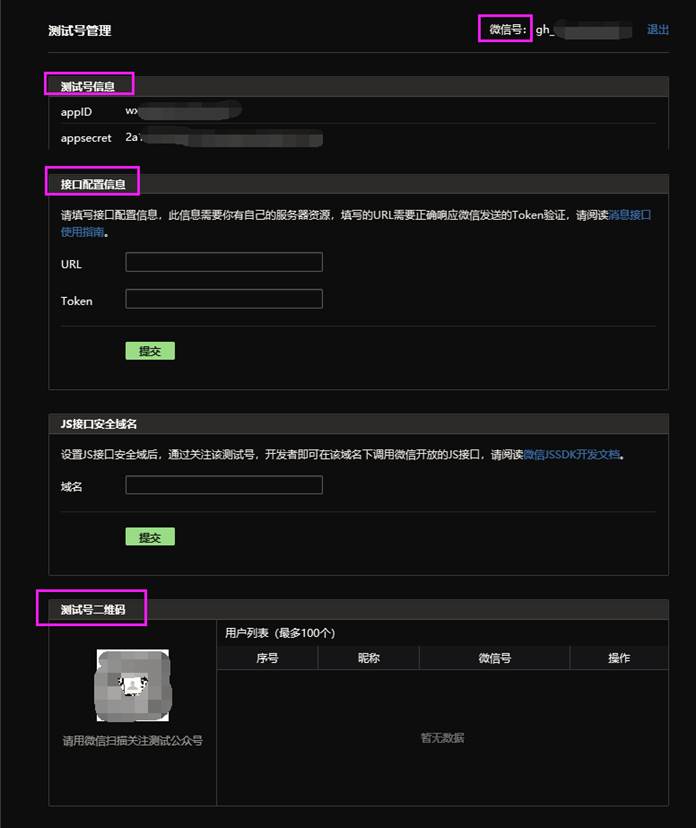 测试号管理
微信号： gh_
退出
测试号信息
appID wx
appsecret 2a
接口配置信息
请填写接口配置信息，此信息需要你有自己的服务器资源，填写的URL需要正确响应微信发送的Token验证，请阅读消息接口
使用指南。
URL
Token
提交
JS接口安全域名
设置JS接口安全域后，通过关注该测试号，开发者即可在该域名下调用微信开放的JS接口，请阅读微信JSSDK开发文档。
域名
提交
测试号二维码
请用微信扫描关注测试公众号
用户列表（最多100个）
序号 昵称 微信号 操作
暂无数据